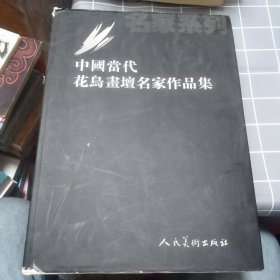 名家系列
中國當代
花鳥畫壇名家作品集
人民美術出版社